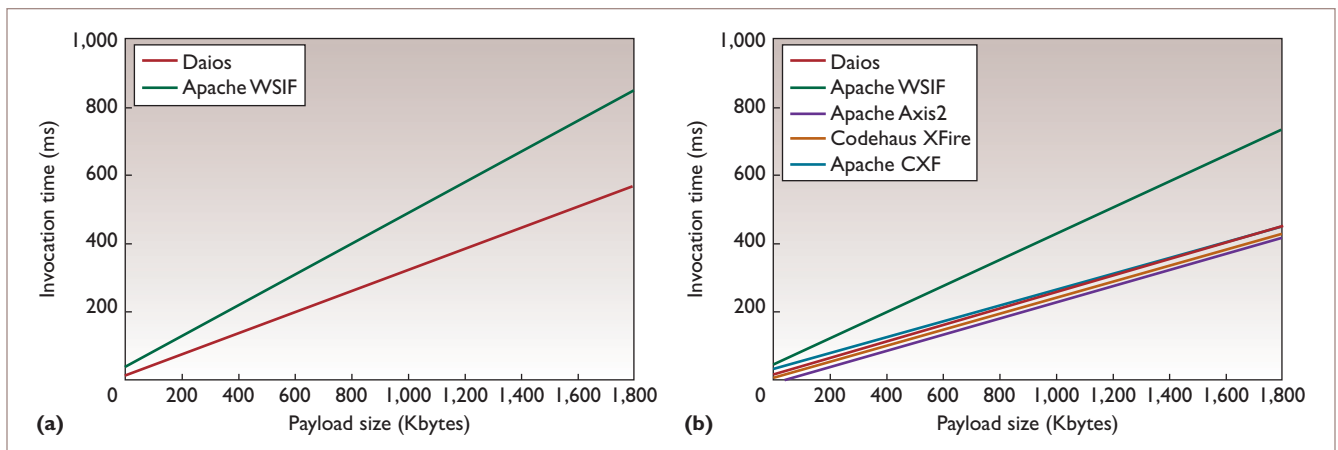 1,000
800
600
400
200
Invocation time (ms)
Daios
Apache WSIF
0 200 400 600 800 1,000 1,200 1,400 1,600 1,800
Payload size (Kbytes)
(a)
1,000
800
600
400
200
Invocation time (ms)
Daios
Apache WSIF
Apache Axis2
Codehaus XFire
Apache CXF
0 200 400 600 800 1,000 1,200 1,400 1,600 1,800
Payload size (Kbytes)
(b)